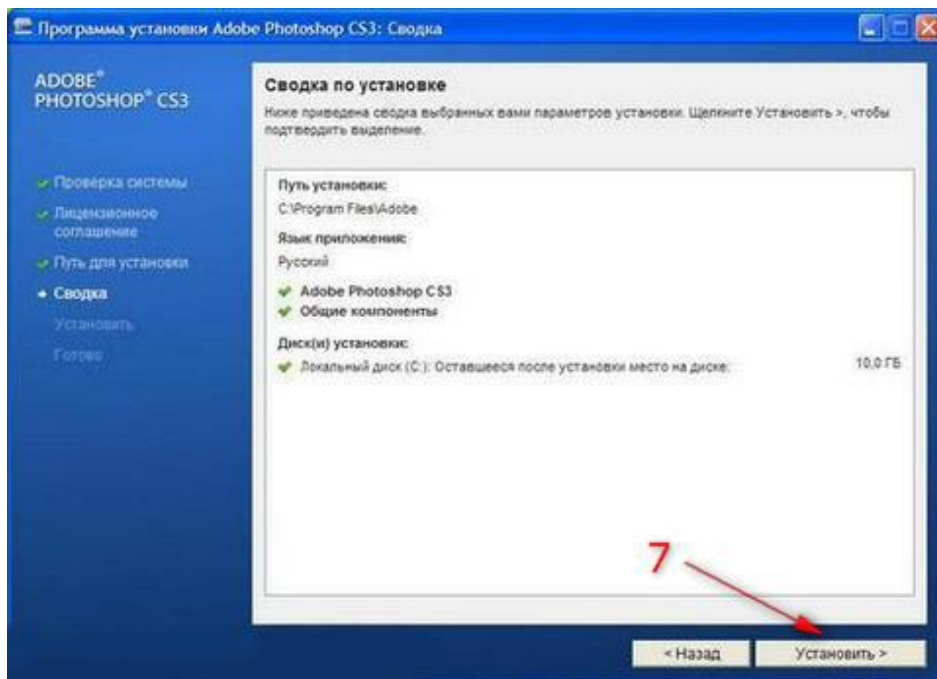 Программа установки Adobe Photoshop CS3: Сводка
ADOBE®
PHOTOSHOP® CS3
Проверка системы
Лицензионное
соглашение
Путь для установки
Сводка
Установить
Готово
Сводка по установке
Ниже приведена сводка выбранных вами параметров установки. Щелкните Установить >, чтобы
подтвердить выделение.
Путь установки:
C:\Program Files\Adobe
Язык приложения:
Русский
Adobe Photoshop CS3
Общие компоненты
Диск(и) установки:
Локальный диск (C:): Оставшееся после установки место на диске: 10,0 ГБ
7
< Назад
Установить >